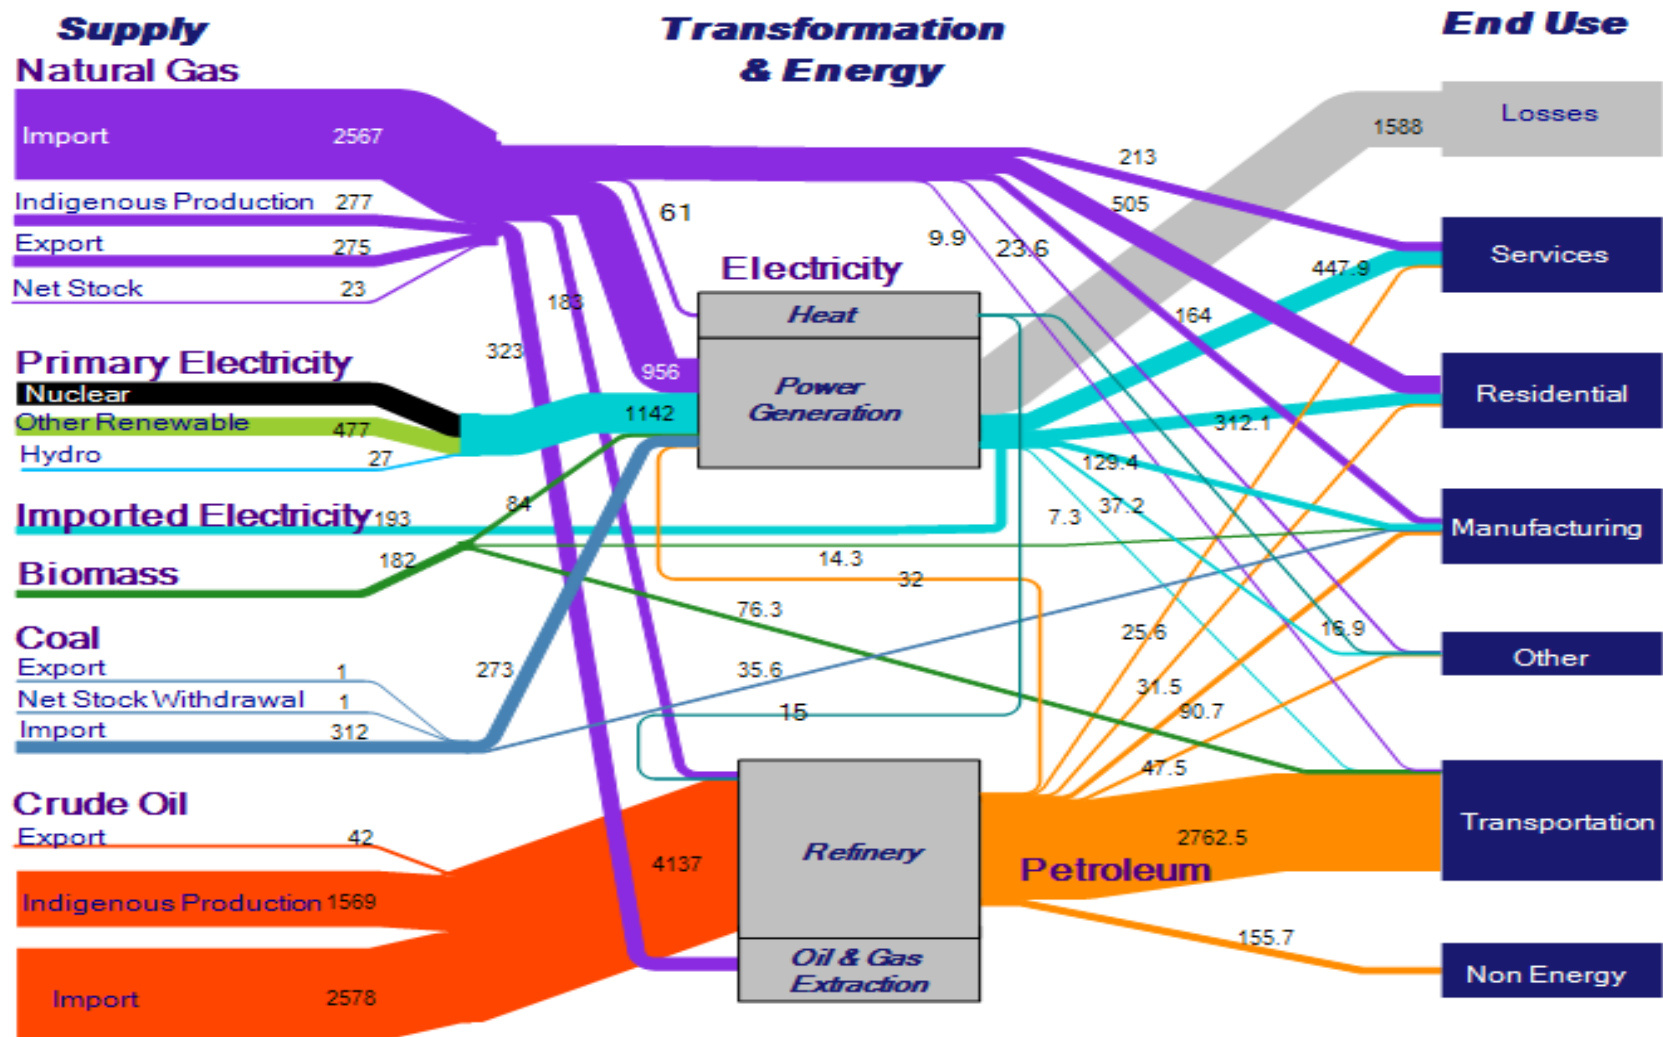 Supply
Transformation
& Energy
End Use
Natural Gas
Import 2567
Indigenous Production 277
Export 275
Net Stock 23
Primary Electricity
Nuclear
Other Renewable 477
Hydro 27
Imported Electricity 193
Biomass 182
Coal
Export 1
Net Stock Withdrawal 1
Import 312
Crude Oil
Export 42
Indigenous Production 1569
Import 2578
61
183
323
956
1142
84
273
14.3
32
76.3
35.6
15
4137
Electricity
Heat
Power
Generation
Refinery
Oil & Gas
Extraction
Petroleum
1588
213
505
9.9
23.6
447.9
164
312.1
129.4
37.2
7.3
25.6
16.9
31.5
90.7
47.5
2762.5
155.7
Losses
Services
Residential
Manufacturing
Other
Transportation
Non Energy